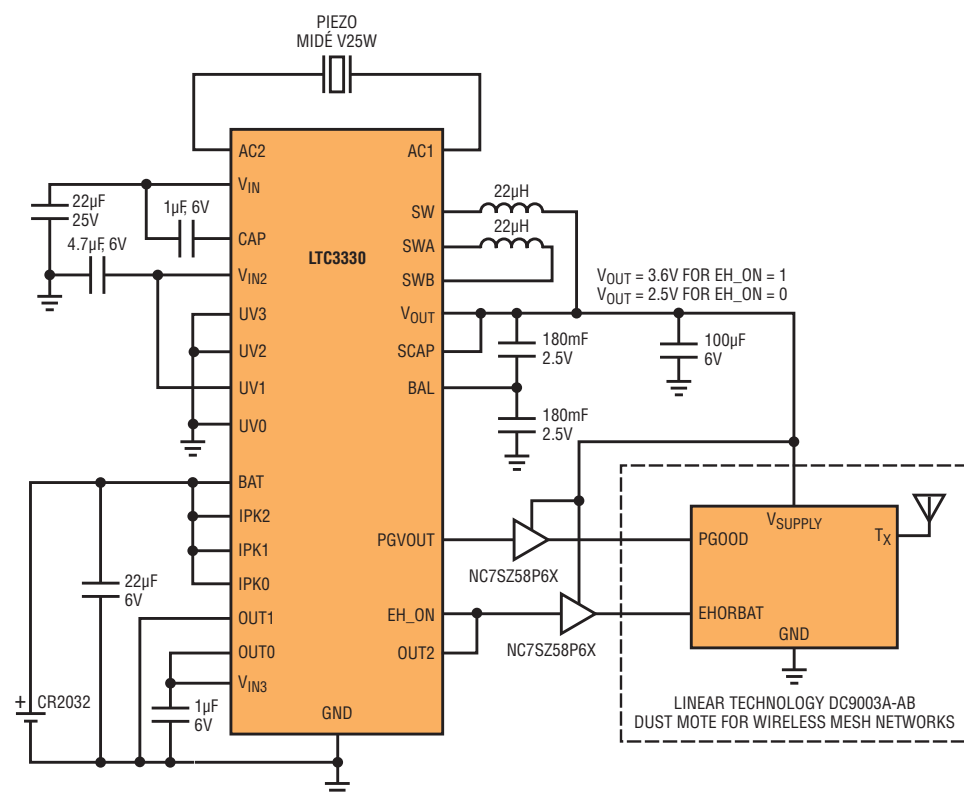 PIEZO
MIDÉ V25W
AC2
AC1
VIN
22µF
25V
1µF, 6V
CAP
4.7µF, 6V
VIN2
LTC3330
22µH
SW
22µH
SWA
SWB
VOUT = 3.6V FOR EH_ON = 1
VOUT = 2.5V FOR EH_ON = 0
UV3
UV2
UV1
UV0
VOUT
SCAP
BAL
180mF
2.5V
180mF
2.5V
100µF
6V
BAT
IPK2
IPK1
IPK0
22µF
6V
OUT1
OUT0
VIN3
1µF
6V
+ CR2032
GND
PGVOUT
NC7SZ58P6X
EH_ON
OUT2
NC7SZ58P6X
VSUPPLY
PGOOD
TX
EHORBAT
GND
LINEAR TECHNOLOGY DC9003A-AB
DUST MOTE FOR WIRELESS MESH NETWORKS